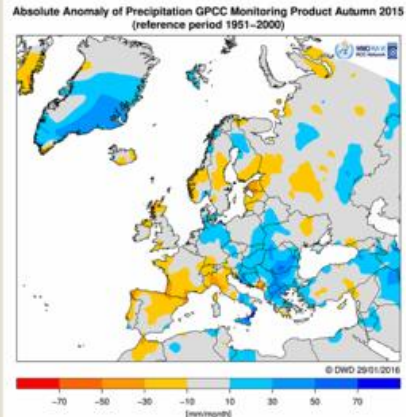 Absolute Anomaly of Precipitation GPCC Monitoring Product Autumn 2015
(reference period 1951−2000)
© DWD 29/01/2016
−70 −50 −30 −10 10 30 50 70
[mm/month]